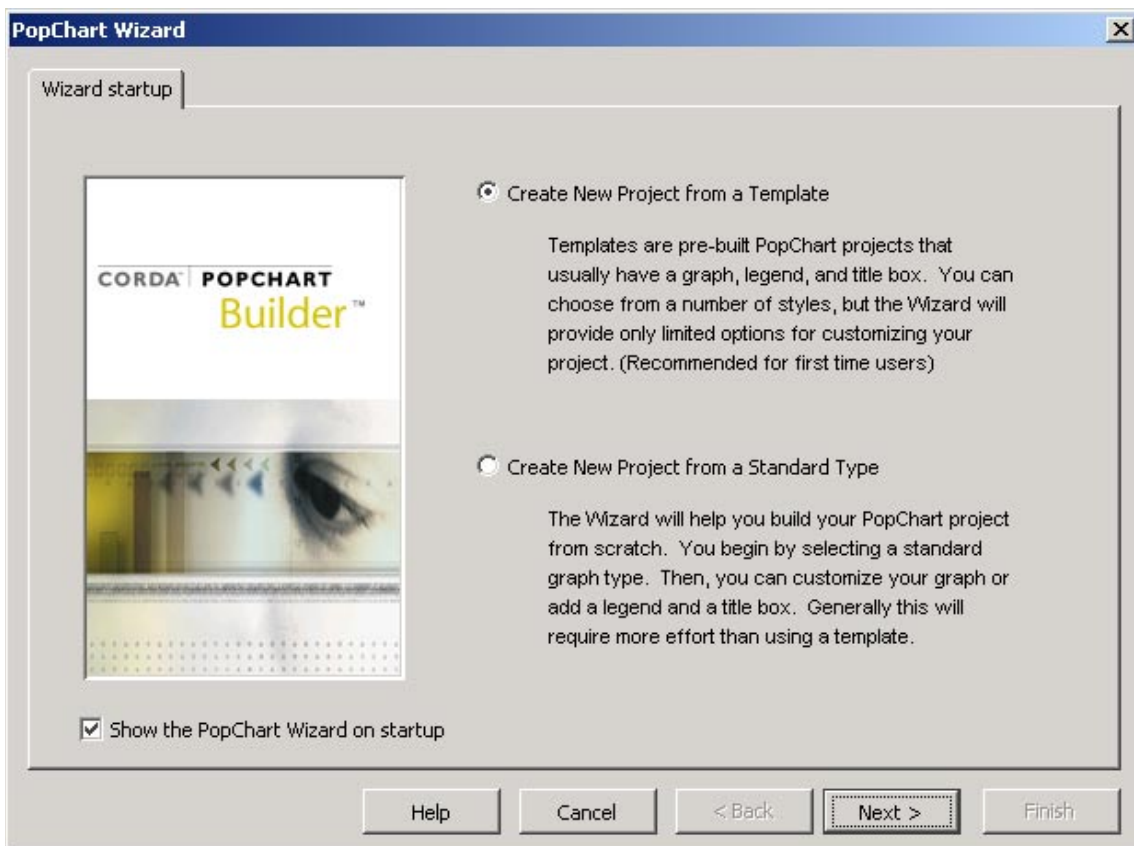 PopChart Wizard
Wizard startup
CORDA™ POPCHART
Builder™
Create New Project from a Template
Templates are pre-built PopChart projects that
usually have a graph, legend, and title box. You can
choose from a number of styles, but the Wizard will
provide only limited options for customizing your
project. (Recommended for first time users)
Create New Project from a Standard Type
The Wizard will help you build your PopChart project
from scratch. You begin by selecting a standard
graph type. Then, you can customize your graph or
add a legend and a title box. Generally this will
require more effort than using a template.
Show the PopChart Wizard on startup
Help Cancel < Back Next > Finish